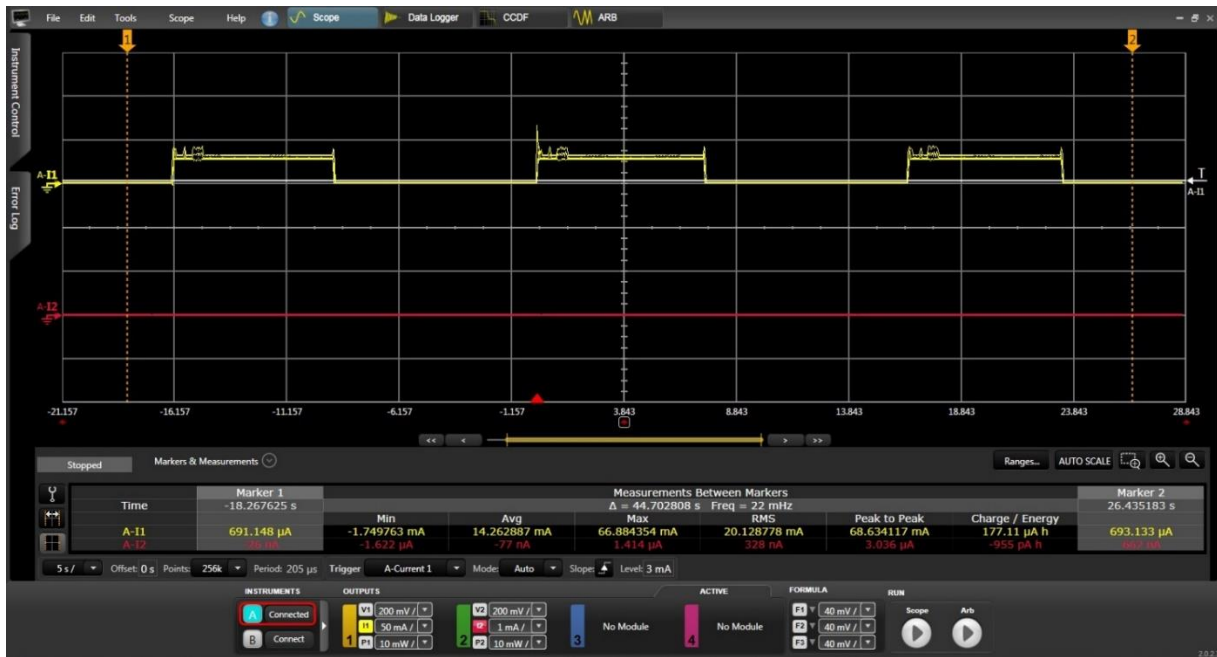 File Edit Tools Scope Help Scope Data Logger CCDF ARB
1 2
Instrument Control
Error Log
A-I1
T
A-I1
A-I2
-21.157 -16.157 -11.157 -6.157 -1.157 3.843 8.843 13.843 18.843 23.843 28.843
<< < > >>
Stopped Markers & Measurements Ranges... AUTO SCALE
Marker 1 Measurements Between Markers Marker 2
Time -18.267625 s Δ = 44.702808 s Freq = 22 mHz 26.435183 s
Min Avg Max RMS Peak to Peak Charge / Energy
A-I1 691.148 µA -1.749763 mA 14.262887 mA 66.884354 mA 20.128778 mA 68.634117 mA 177.11 µA h 693.133 µA
A-I2 -1.622 µA -77 nA 1.414 µA 328 nA 3.036 µA -955 pA h
5 s / Offset: 0 s Points: 256k Period: 205 µs Trigger A-Current 1 Mode: Auto Slope: Level: 3 mA
INSTRUMENTS OUTPUTS ACTIVE FORMULA RUN
A Connected V1 200 mV / V2 200 mV / F1 40 mV / Scope Arb
I1 50 mA / I2 1 mA / No Module No Module F2 40 mV /
B Connect 1 P1 10 mW / 2 P2 10 mW / 3 4 F3 40 mV /